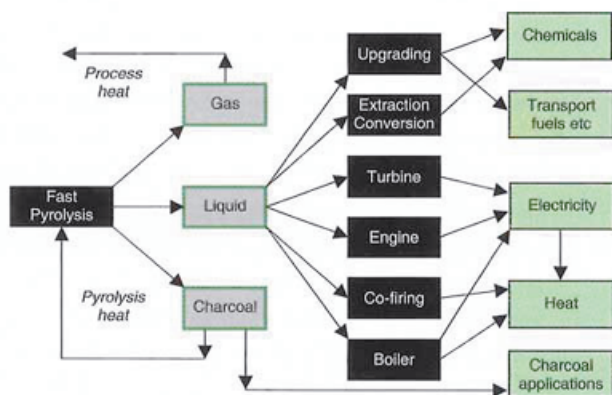 Process
heat
Gas
Fast
Pyrolysis
Liquid
Pyrolysis
heat
Charcoal
Upgrading
Extraction
Conversion
Turbine
Engine
Co-firing
Boiler
Chemicals
Transport
fuels etc
Electricity
Heat
Charcoal
applications